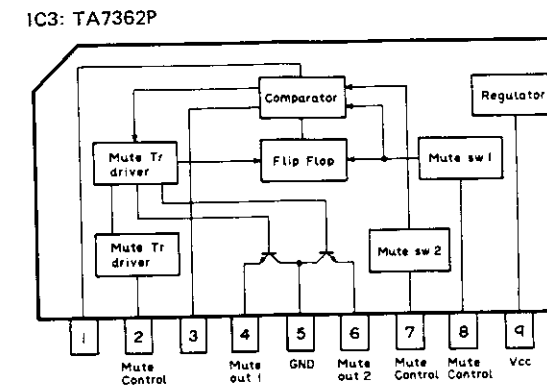 IC3: TA7362P
Comparator
Regulator
Mute Tr
driver
Flip Flop
Mute sw 1
Mute Tr
driver
Mute sw 2
1
2
3
4
5
6
7
8
9
Mute
Control
Mute
out 1
GND
Mute
out 2
Mute
Control
Mute
Control
Vcc